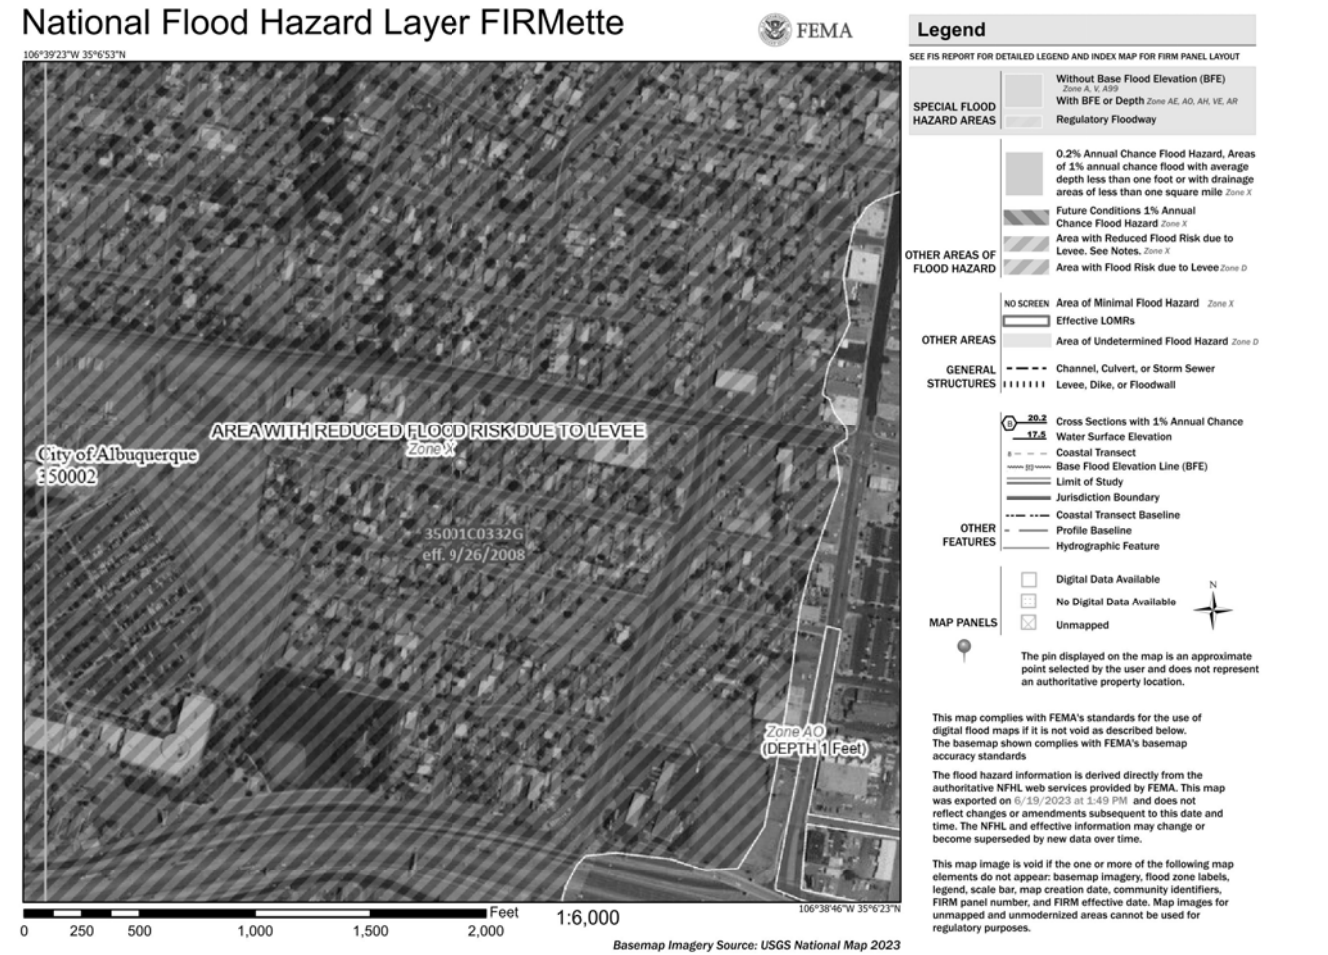 National Flood Hazard Layer FIRMette
FEMA
106°39'23"W 35°6'53"N
AREA WITH REDUCED FLOOD RISK DUE TO LEVEE
Zone X
City of Albuquerque
350002
35001C0332G
eff. 9/26/2008
Zone AO
(DEPTH 1 Feet)
106°38'46"W 35°6'23"N
Feet
0 250 500 1,000 1,500 2,000
1:6,000
Basemap Imagery Source: USGS National Map 2023
Legend
SEE FIS REPORT FOR DETAILED LEGEND AND INDEX MAP FOR FIRM PANEL LAYOUT
SPECIAL FLOOD
HAZARD AREAS
Without Base Flood Elevation (BFE)
Zone A, V, A99
With BFE or Depth Zone AE, AO, AH, VE, AR
Regulatory Floodway
0.2% Annual Chance Flood Hazard, Areas
of 1% annual chance flood with average
depth less than one foot or with drainage
areas of less than one square mile Zone X
Future Conditions 1% Annual
Chance Flood Hazard Zone X
Area with Reduced Flood Risk due to
Levee. See Notes. Zone X
Area with Flood Risk due to Levee Zone D
OTHER AREAS OF
FLOOD HAZARD
NO SCREEN Area of Minimal Flood Hazard Zone X
Effective LOMRs
Area of Undetermined Flood Hazard Zone D
OTHER AREAS
GENERAL
STRUCTURES
Channel, Culvert, or Storm Sewer
Levee, Dike, or Floodwall
B 20.2 Cross Sections with 1% Annual Chance
17.5 Water Surface Elevation
8 Coastal Transect
513 Base Flood Elevation Line (BFE)
Limit of Study
Jurisdiction Boundary
Coastal Transect Baseline
Profile Baseline
Hydrographic Feature
OTHER
FEATURES
Digital Data Available
No Digital Data Available
Unmapped
MAP PANELS
N
The pin displayed on the map is an approximate
point selected by the user and does not represent
an authoritative property location.
This map complies with FEMA's standards for the use of
digital flood maps if it is not void as described below.
The basemap shown complies with FEMA's basemap
accuracy standards
The flood hazard information is derived directly from the
authoritative NFHL web services provided by FEMA. This map
was exported on 6/19/2023 at 1:49 PM and does not
reflect changes or amendments subsequent to this date and
time. The NFHL and effective information may change or
become superseded by new data over time.
This map image is void if the one or more of the following map
elements do not appear: basemap imagery, flood zone labels,
legend, scale bar, map creation date, community identifiers,
FIRM panel number, and FIRM effective date. Map images for
unmapped and unmodernized areas cannot be used for
regulatory purposes.